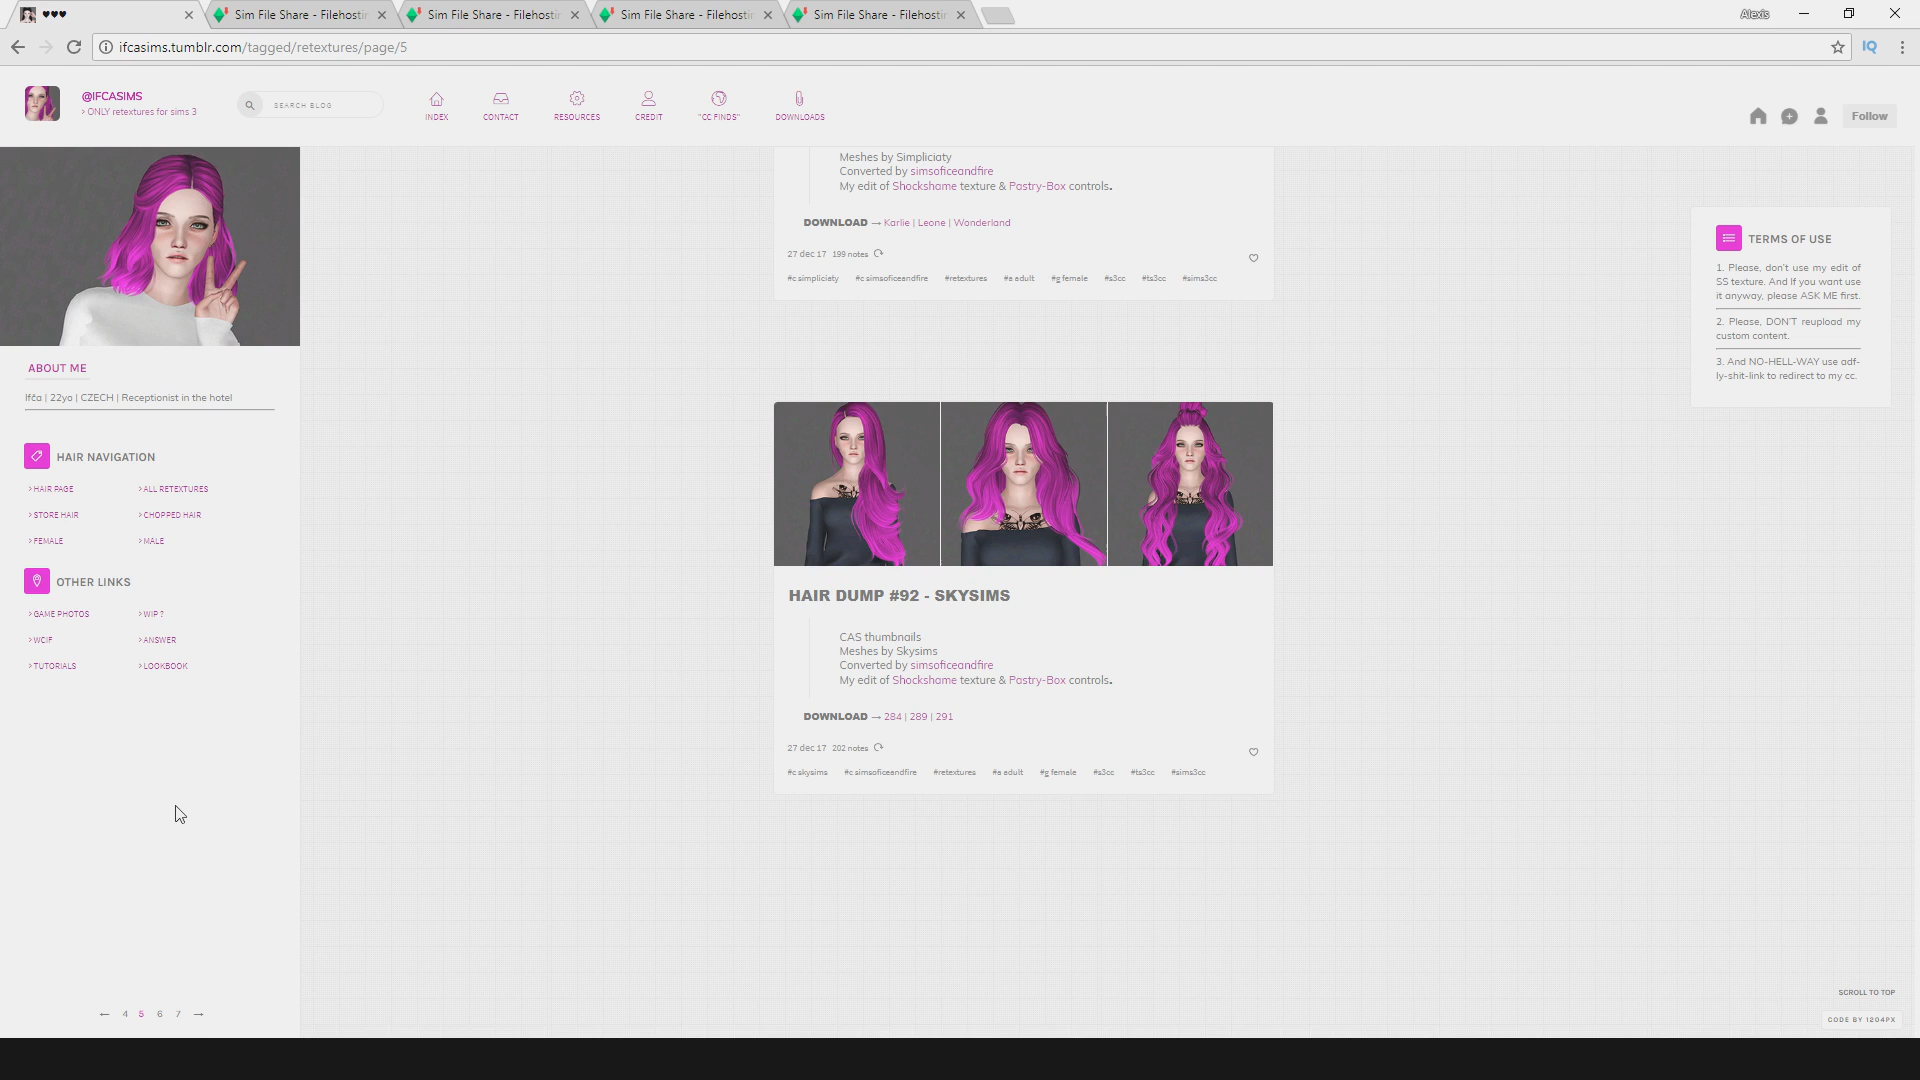 ♥♥♥
Sim File Share - Filehostin
Sim File Share - Filehostin
Sim File Share - Filehostin
Sim File Share - Filehostin
Alexis
ifcasims.tumblr.com/tagged/retextures/page/5
IQ
@IFCASIMS
> ONLY retextures for sims 3
SEARCH BLOG
INDEX
CONTACT
RESOURCES
CREDIT
"CC FINDS"
DOWNLOADS
Follow
ABOUT ME
Ifča | 22yo | CZECH | Receptionist in the hotel
HAIR NAVIGATION
> HAIR PAGE
> ALL RETEXTURES
> STORE HAIR
> CHOPPED HAIR
> FEMALE
> MALE
OTHER LINKS
> GAME PHOTOS
> WIP ?
> WCIF
> ANSWER
> TUTORIALS
> LOOKBOOK
← 4 5 6 7 →
Meshes by Simpliciaty
Converted by simsoficeandfire
My edit of Shockshame texture & Pastry-Box controls.
DOWNLOAD → Karlie | Leone | Wonderland
27 dec 17 199 notes
#c simpliciaty #c simsoficeandfire #retextures #a adult #g female #s3cc #ts3cc #sims3cc
HAIR DUMP #92 - SKYSIMS
CAS thumbnails
Meshes by Skysims
Converted by simsoficeandfire
My edit of Shockshame texture & Pastry-Box controls.
DOWNLOAD → 284 | 289 | 291
27 dec 17 202 notes
#c skysims #c simsoficeandfire #retextures #a adult #g female #s3cc #ts3cc #sims3cc
TERMS OF USE
1. Please, don't use my edit of
SS texture. And If you want use
it anyway, please ASK ME first.
2. Please, DON'T reupload my
custom content.
3. And NO-HELL-WAY use adf-
ly-shit-link to redirect to my cc.
SCROLL TO TOP
CODE BY 1204PX